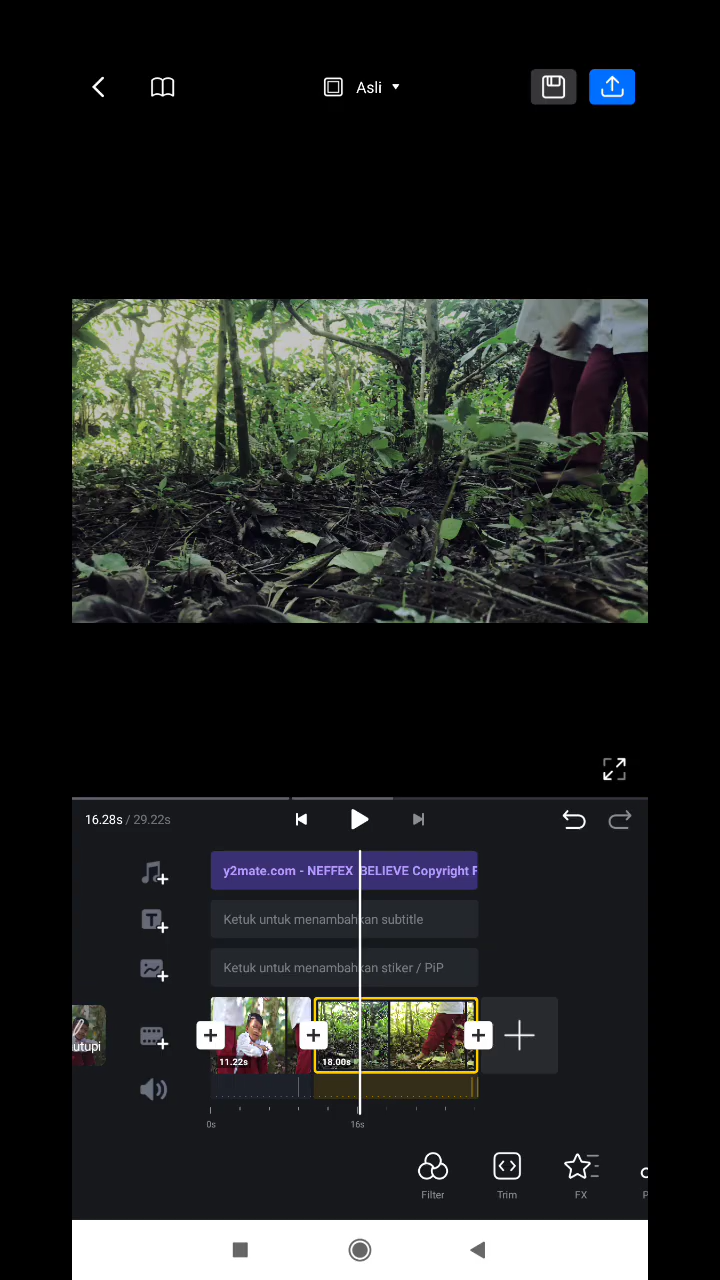 Asli
16.28s / 29.22s
y2mate.com - NEFFEX BELIEVE Copyright F
Ketuk untuk menambahkan subtitle
Ketuk untuk menambahkan stiker / PiP
utupi
11.22s
18.00s
0s
16s
Filter
Trim
FX
P